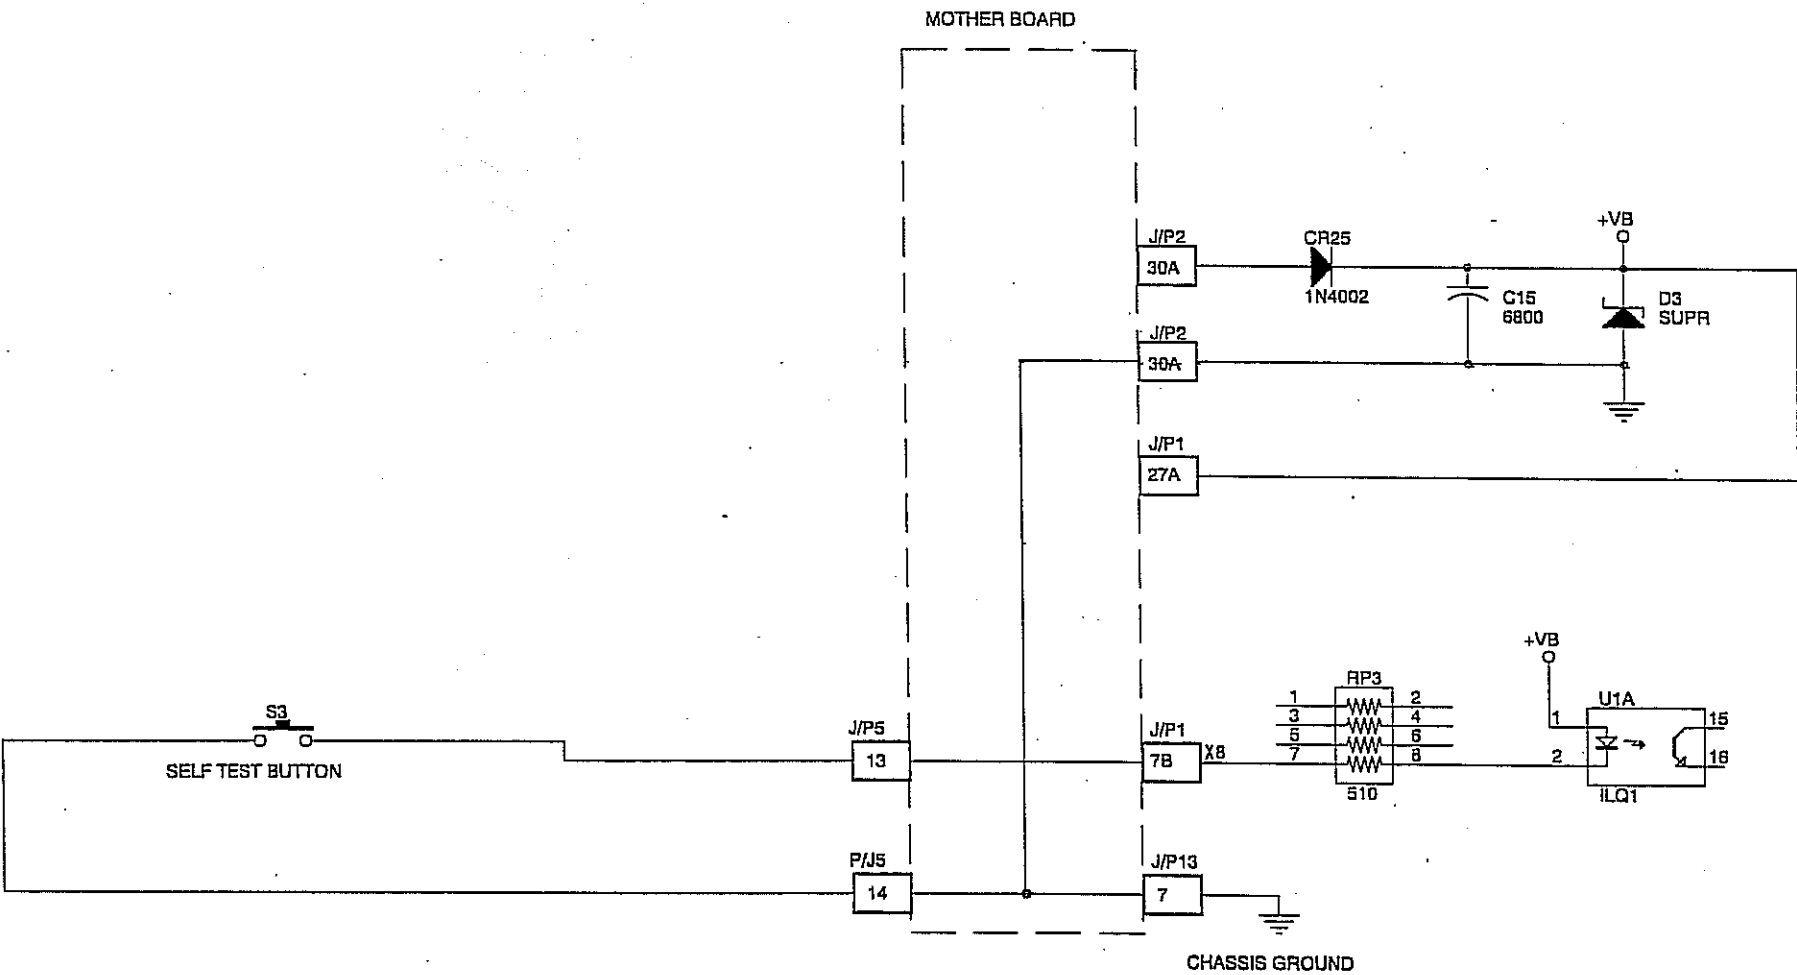 MOTHER BOARD
+VB
J/P2
CR25
30A
1N4002
C15
6800
D3
SUPR
J/P2
30A
J/P1
27A
+VB
S3
SELF TEST BUTTON
J/P5
13
J/P1
7B
X8
RP3
1 2
3 4
5 6
7 8
510
U1A
1
15
2
16
ILQ1
P/J5
14
J/P13
7
CHASSIS GROUND